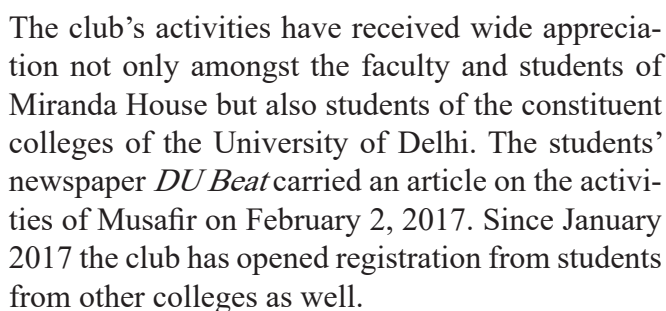 The club’s activities have received wide apprecia-
tion not only amongst the faculty and students of
Miranda House but also students of the constituent
colleges of the University of Delhi. The students’
newspaper DU Beat carried an article on the activi-
ties of Musafir on February 2, 2017. Since January
2017 the club has opened registration from students
from other colleges as well.